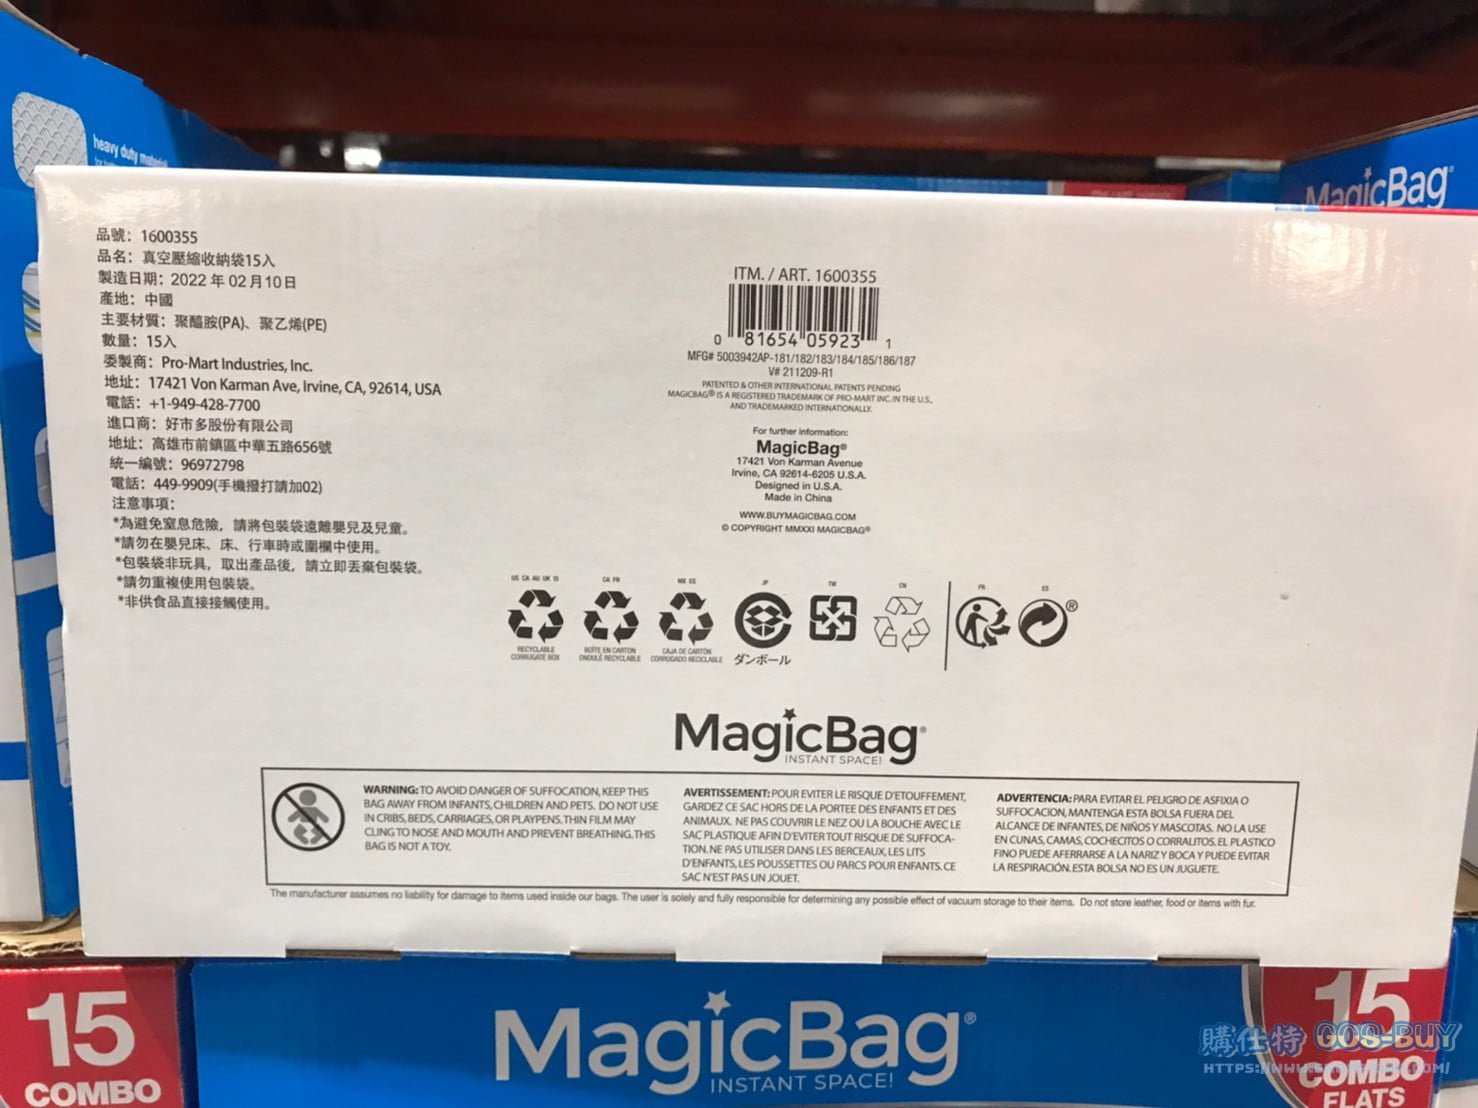 heavy duty material
MagicBag®
品號: 1600355
品名: 真空壓縮收納袋15入
製造日期: 2022 年 02月10日
產地: 中國
主要材質: 聚醯胺(PA)、聚乙烯(PE)
數量: 15入
委製商: Pro-Mart Industries, Inc.
地址: 17421 Von Karman Ave, Irvine, CA, 92614, USA
電話: +1-949-428-7700
進口商: 好市多股份有限公司
地址: 高雄市前鎮區中華五路656號
統一編號: 96972798
電話: 449-9909(手機撥打請加02)
注意事項:
*為避免窒息危險，請將包裝袋遠離嬰兒及兒童。
*請勿在嬰兒床、床、行車時或圍欄中使用。
*包裝袋非玩具，取出產品後，請立即丟棄包裝袋。
*請勿重複使用包裝袋。
*非供食品直接接觸使用。
ITM. / ART. 1600355
0 81654 05923 1
MFG# 5003942AP-181/182/183/184/185/186/187
V# 211209-R1
PATENTED & OTHER INTERNATIONAL PATENTS PENDING
MAGICBAG® IS A REGISTERED TRADEMARK OF PRO-MART INC. IN THE U.S.,
AND TRADEMARKED INTERNATIONALLY.
For further information:
MagicBag®
17421 Von Karman Avenue
Irvine, CA 92614-6205 U.S.A.
Designed in U.S.A.
Made in China
WWW.BUYMAGICBAG.COM
© COPYRIGHT MMXXI MAGICBAG®
US CA AU UK IS
CA FR
MX ES
JP
TW
CN
FR
ES
®
RECYCLABLE
CORRUGATE BOX
BOÎTE EN CARTON
ONDULÉ RECYCLABLE
CAJA DE CARTÓN
CORRUGADO RECICLABLE
ダンボール
MagicBag®
INSTANT SPACE!
WARNING: TO AVOID DANGER OF SUFFOCATION, KEEP THIS
BAG AWAY FROM INFANTS, CHILDREN AND PETS. DO NOT USE
IN CRIBS, BEDS, CARRIAGES, OR PLAYPENS. THIN FILM MAY
CLING TO NOSE AND MOUTH AND PREVENT BREATHING. THIS
BAG IS NOT A TOY.
AVERTISSEMENT: POUR EVITER LE RISQUE D'ETOUFFEMENT,
GARDEZ CE SAC HORS DE LA PORTEE DES ENFANTS ET DES
ANIMAUX. NE PAS COUVRIR LE NEZ OU LA BOUCHE AVEC LE
SAC PLASTIQUE AFIN D'EVITER TOUT RISQUE DE SUFFOCA-
TION. NE PAS UTILISER DANS LES BERCEAUX, LES LITS
D'ENFANTS, LES POUSSETTES OU PARCS POUR ENFANTS. CE
SAC N'EST PAS UN JOUET.
ADVERTENCIA: PARA EVITAR EL PELIGRO DE ASFIXIA O
SUFFOCACION, MANTENGA ESTA BOLSA FUERA DEL
ALCANCE DE INFANTES, DE NIÑOS Y MASCOTAS. NO LA USE
EN CUNAS, CAMAS, COCHECITOS O CORRALITOS. EL PLASTICO
FINO PUEDE AFERRARSE A LA NARIZ Y BOCA Y PUEDE EVITAR
LA RESPIRACIÓN. ESTA BOLSA NO ES UN JUGUETE.
The manufacturer assumes no liability for damage to items used inside our bags. The user is solely and fully responsible for determining any possible effect of vacuum storage to their items. Do not store leather, food or items with fur.
15
COMBO
MagicBag®
INSTANT SPACE!
15
COMBO
FLATS
購仕特 COS-BUY